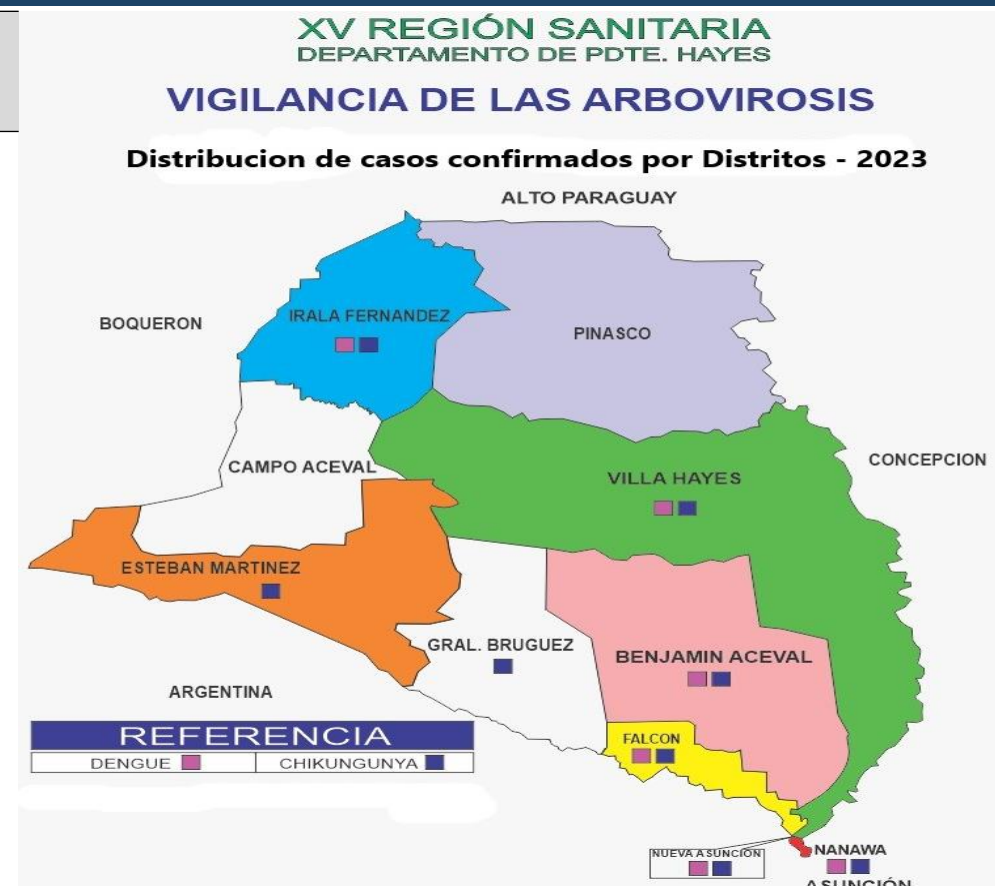 XV REGIÓN SANITARIA
DEPARTAMENTO DE PDTE. HAYES
VIGILANCIA DE LAS ARBOVIROSIS
Distribucion de casos confirmados por Distritos - 2023
ALTO PARAGUAY
BOQUERON
IRALA FERNANDEZ
PINASCO
CAMPO ACEVAL
VILLA HAYES
CONCEPCION
ESTEBAN MARTINEZ
GRAL. BRUGUEZ
BENJAMIN ACEVAL
ARGENTINA
REFERENCIA
DENGUE
CHIKUNGUNYA
FALCON
NUEVA ASUNCION
NANAWA
ASUNCIÓN